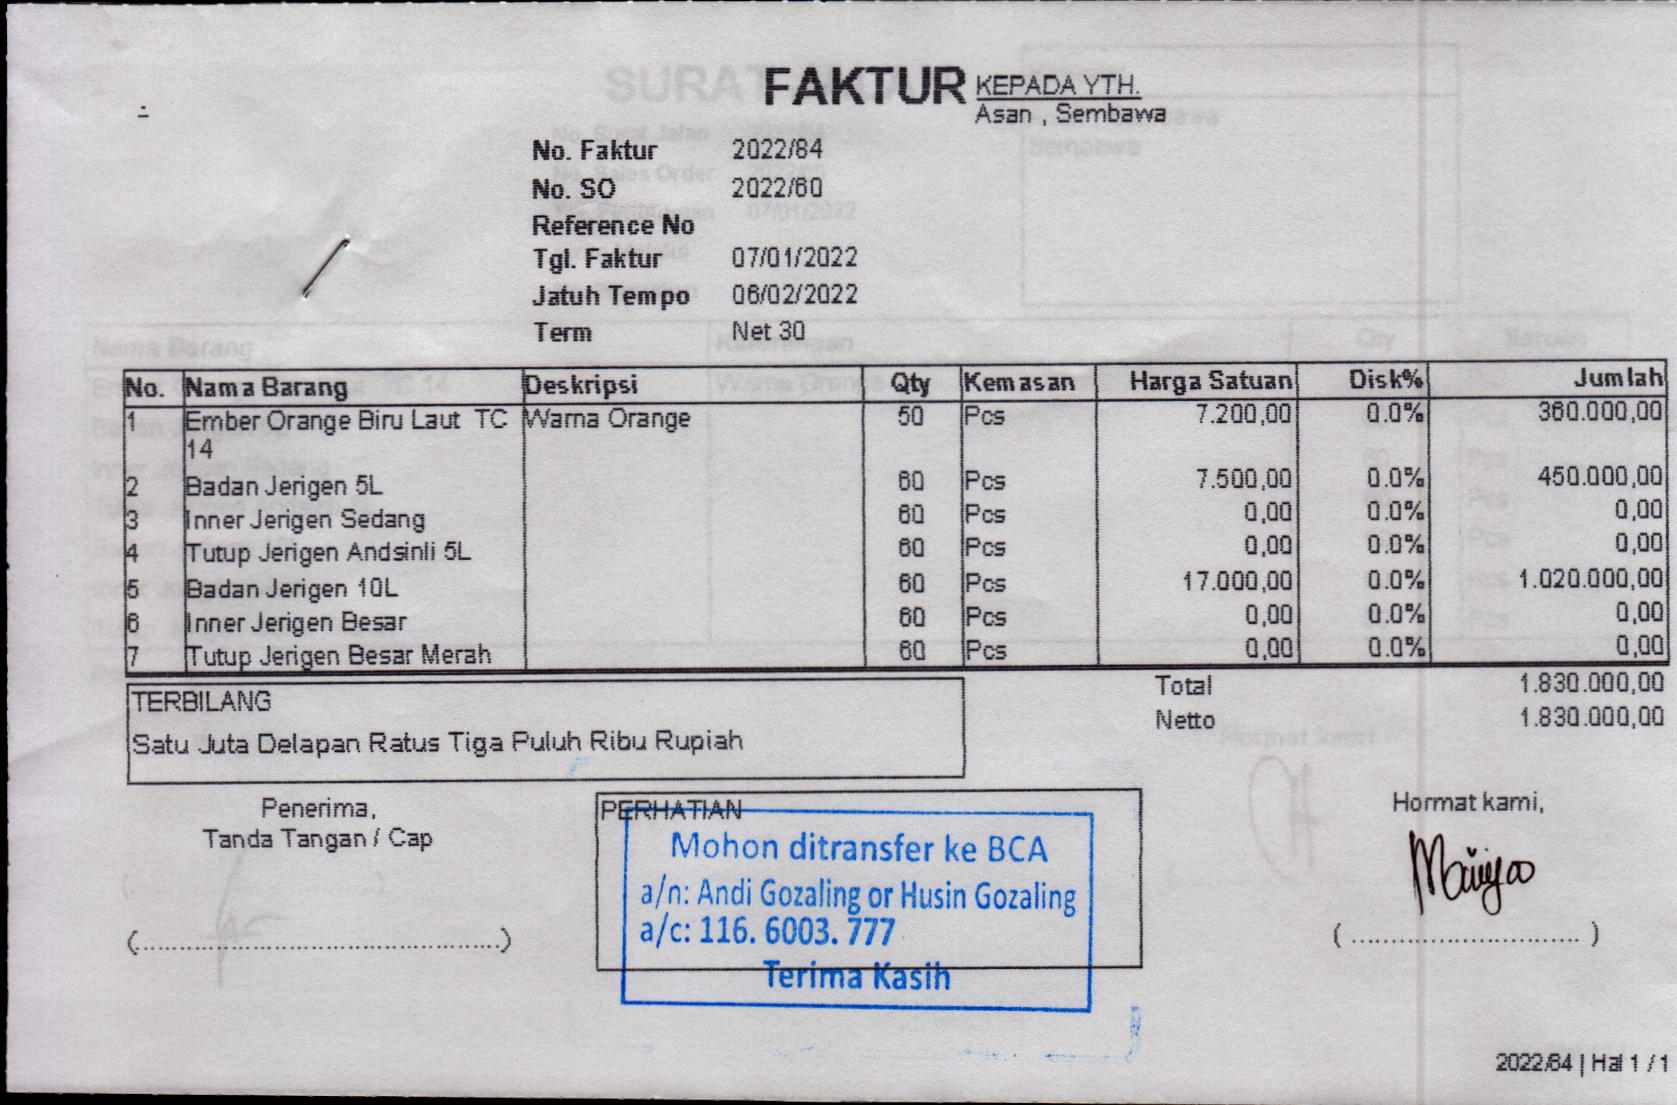 FAKTUR
KEPADA YTH.
Asan , Sembawa
No. Faktur 2022/84
No. SO 2022/60
Reference No
Tgl. Faktur 07/01/2022
Jatuh Tempo 06/02/2022
Term Net 30
No. Nama Barang Deskripsi Qty Kemasan Harga Satuan Disk% Jumlah
1 Ember Orange Biru Laut TC Warna Orange 50 Pcs 7.200,00 0.0% 360.000,00
14
2 Badan Jerigen 5L 60 Pcs 7.500,00 0.0% 450.000,00
3 Inner Jerigen Sedang 60 Pcs 0,00 0.0% 0,00
4 Tutup Jerigen Andsinli 5L 60 Pcs 0,00 0.0% 0,00
5 Badan Jerigen 10L 60 Pcs 17.000,00 0.0% 1.020.000,00
6 Inner Jerigen Besar 60 Pcs 0,00 0.0% 0,00
7 Tutup Jerigen Besar Merah 60 Pcs 0,00 0.0% 0,00
TERBILANG
Satu Juta Delapan Ratus Tiga Puluh Ribu Rupiah
Total 1.830.000,00
Netto 1.830.000,00
Penerima,
Tanda Tangan / Cap
(................................................)
PERHATIAN
Mohon ditransfer ke BCA
a/n: Andi Gozaling or Husin Gozaling
a/c: 116. 6003. 777
Terima Kasih
Hormat kami,
( .............................. )
2022/84 | Hal 1 / 1